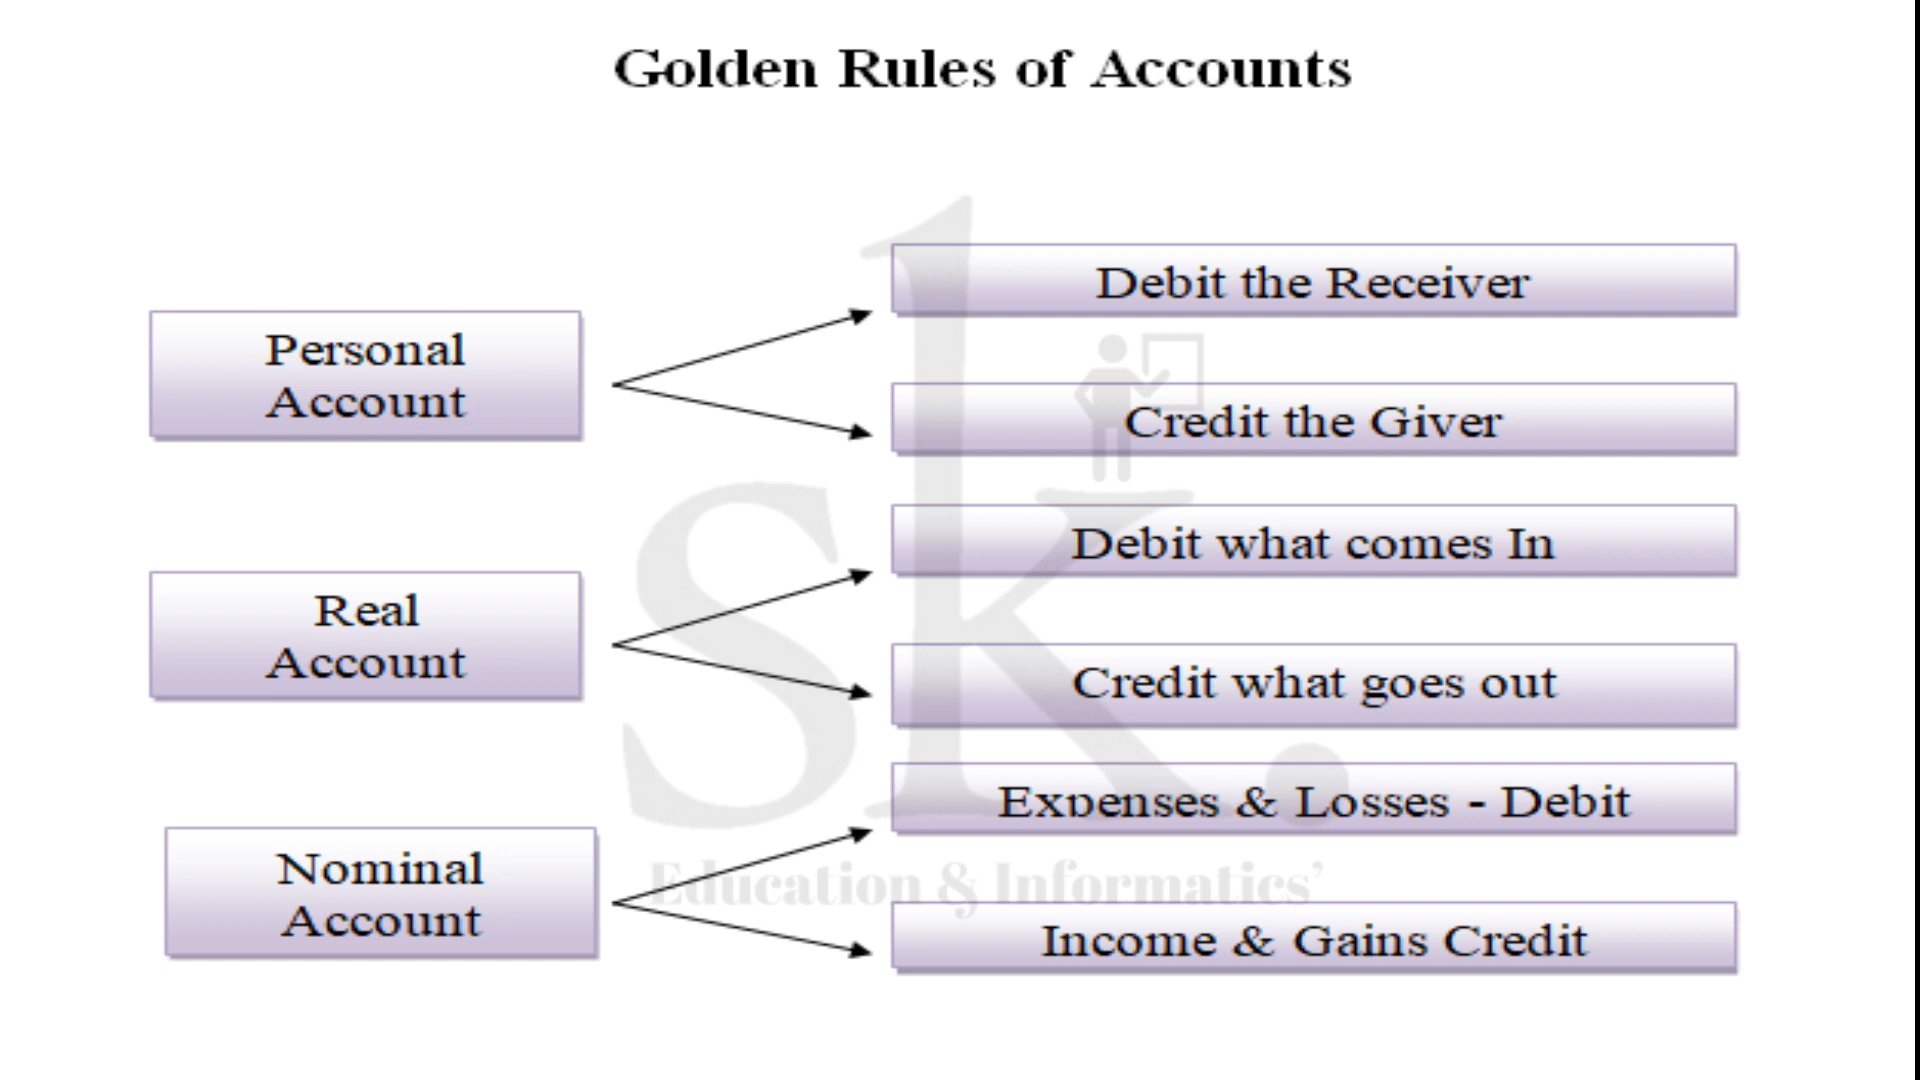 Golden Rules of Accounts
Personal
Account
Debit the Receiver
Credit the Giver
Real
Account
Debit what comes In
Credit what goes out
Nominal
Account
Expenses & Losses - Debit
Income & Gains Credit
sk.
Education & Informatics’